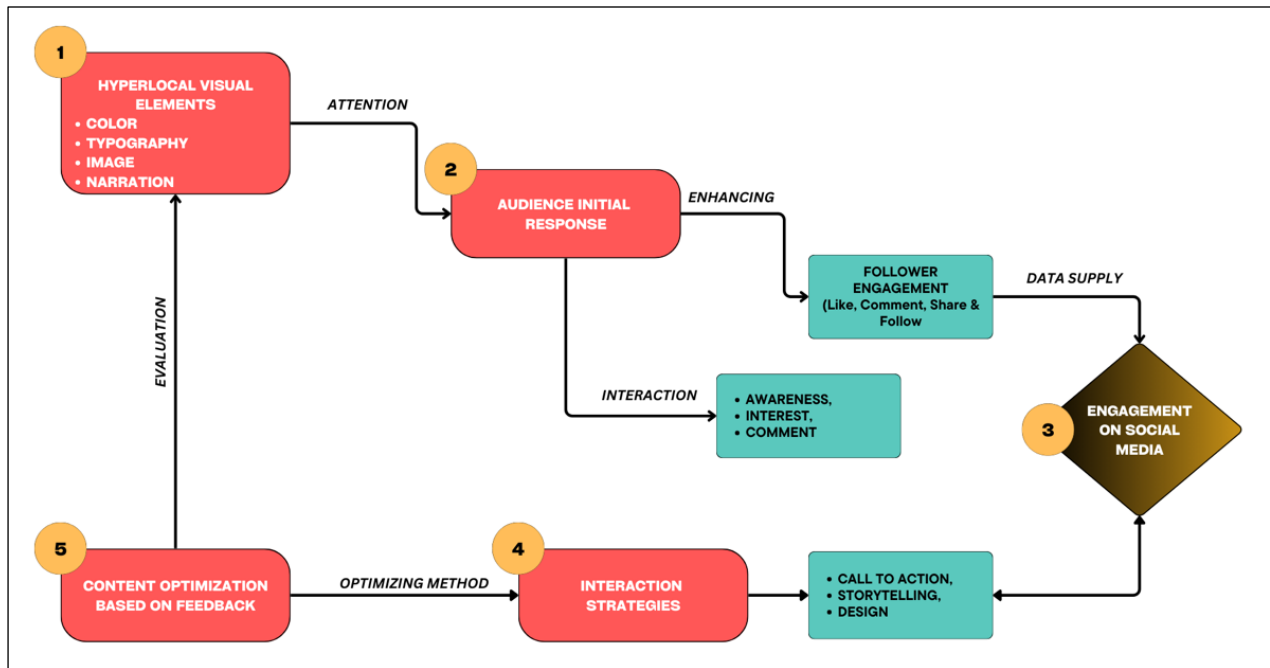 1
HYPERLOCAL VISUAL
ELEMENTS
• COLOR
• TYPOGRAPHY
• IMAGE
• NARRATION
ATTENTION
2
AUDIENCE INITIAL
RESPONSE
ENHANCING
FOLLOWER
ENGAGEMENT
(Like, Comment, Share &
Follow
DATA SUPPLY
EVALUATION
INTERACTION
• AWARENESS,
• INTEREST,
• COMMENT
3
ENGAGEMENT
ON SOCIAL
MEDIA
5
CONTENT OPTIMIZATION
BASED ON FEEDBACK
OPTIMIZING METHOD
4
INTERACTION
STRATEGIES
• CALL TO ACTION,
• STORYTELLING,
• DESIGN